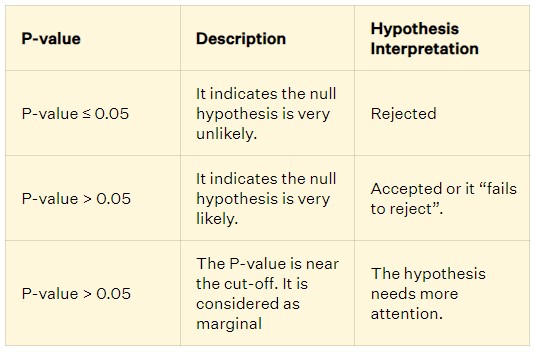 P-value
Description
Hypothesis
Interpretation
P-value ≤ 0.05
It indicates the null
hypothesis is very
unlikely.
Rejected
P-value > 0.05
It indicates the null
hypothesis is very
likely.
Accepted or it “fails
to reject”.
P-value > 0.05
The P-value is near
the cut-off. It is
considered as
marginal
The hypothesis
needs more
attention.